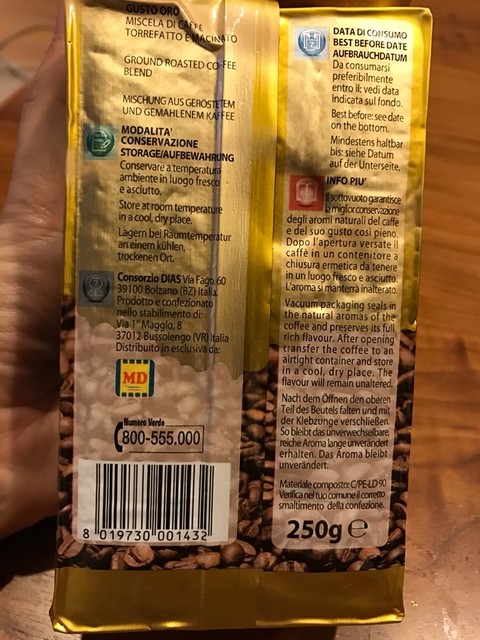 GUSTO ORO
MISCELA DI CAFFÈ
TORREFATTO E MACINATO
GROUND ROASTED COFFEE
BLEND
MISCHUNG AUS GERÖSTETEM
UND GEMAHLENEM KAFFEE
MODALITA'
CONSERVAZIONE
STORAGE/AUFBEWAHRUNG
Conservare a temperatura
ambiente in luogo fresco
e asciutto.
Store at room temperature
in a cool, dry place.
Lagern bei Raumtemperatur
an einem kühlen,
trockenen Ort.
Consorzio DIAS Via Fago 60
39100 Bolzano (BZ) Italia.
Prodotto e confezionato
nello stabilimento di:
Via 1° Maggio, 8
37012 Bussolengo (VR) Italia
Distribuito in esclusiva da:
MD
Numero Verde
800-555.000
8 019730 001432
DATA DI CONSUMO
BEST BEFORE DATE
AUFBRAUCHDATUM
Da consumarsi
preferibilmente
entro il: vedi data
indicata sul fondo.
Best before: see date
on the bottom.
Mindestens haltbar
bis: siehe Datum
auf der Unterseite.
INFO PIU'
Il sottovuoto garantisce
la miglior conservazione
degli aromi naturali del caffè
e del suo gusto così pieno.
Dopo l'apertura versate il
caffè in un contenitore a
chiusura ermetica da tenere
in un luogo fresco e asciutto.
L'aroma si manterrà inalterato.
Vacuum packaging seals in
the natural aromas of the
coffee and preserves its full
rich flavour. After opening
transfer the coffee to an
airtight container and store
in a cool, dry place. The
flavour will remain unaltered.
Nach dem Öffnen den oberen
Teil des Beutels falten und mit
der Klebzunge verschließen.
So bleibt das unverwechselbare,
reiche Aroma lange unverändert
erhalten. Das Aroma bleibt
unverändert.
Materiale composto: C/PE-LD 90
Verifica nel tuo comune il corretto
smaltimento della confezione.
250g ℮